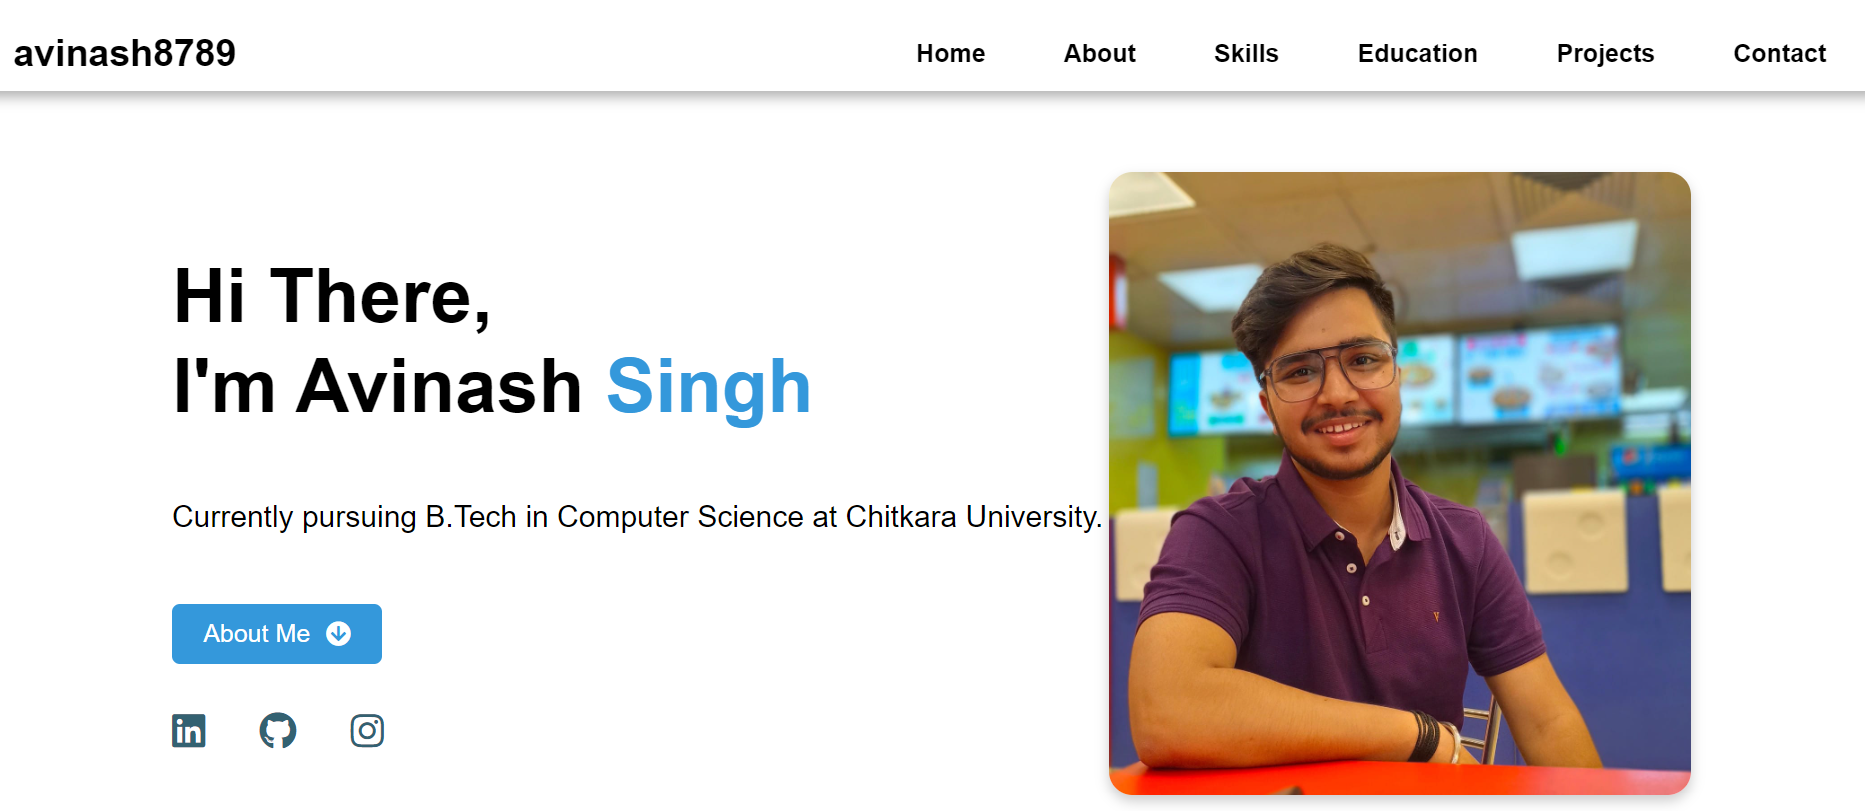 avinash8789
Home About Skills Education Projects Contact
Hi There,
I'm Avinash Singh
Currently pursuing B.Tech in Computer Science at Chitkara University.
About Me
in